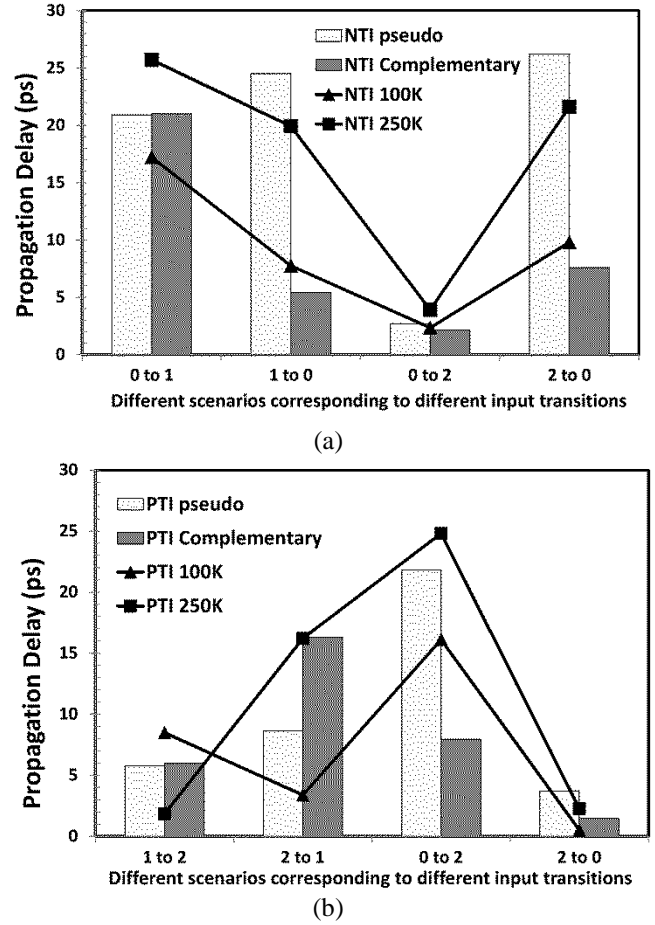 30
25
20
15
10
5
0
Propagation Delay (ps)
NTI pseudo
NTI Complementary
NTI 100K
NTI 250K
0 to 1 1 to 0 0 to 2 2 to 0
Different scenarios corresponding to different input transitions
(a)
30
25
20
15
10
5
0
Propagation Delay (ps)
PTI pseudo
PTI Complementary
PTI 100K
PTI 250K
1 to 2 2 to 1 0 to 2 2 to 0
Different scenarios corresponding to different input transitions
(b)